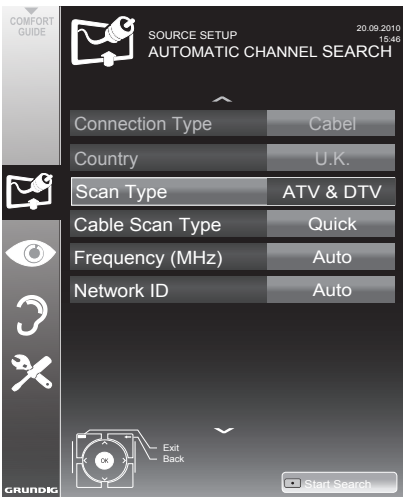 COMFORT
GUIDE
SOURCE SETUP
AUTOMATIC CHANNEL SEARCH
20.09.2010
15:46
Connection Type Cabel
Country U.K.
Scan Type ATV & DTV
Cable Scan Type Quick
Frequency (MHz) Auto
Network ID Auto
Exit
Back
OK
Start Search
GRUNDIG